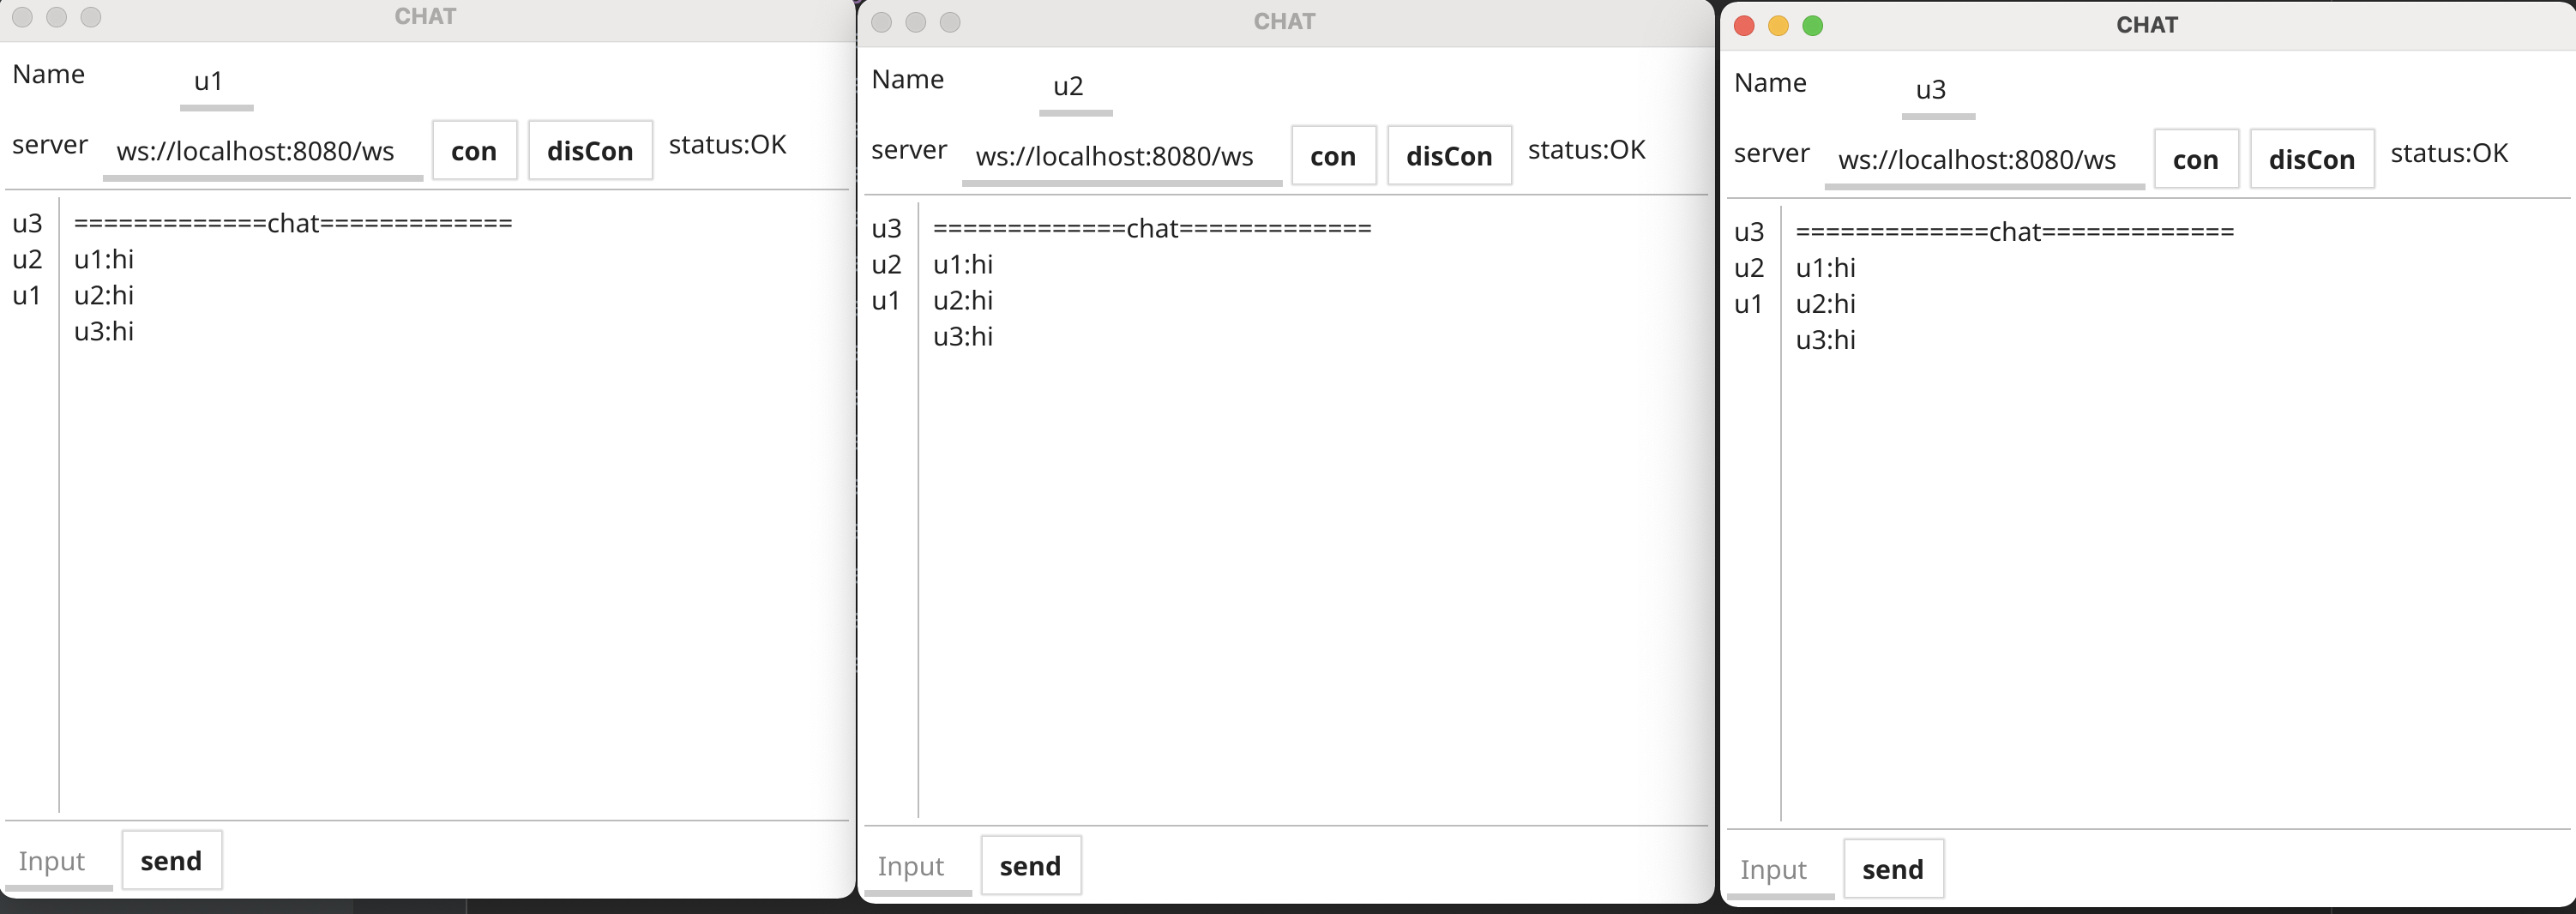 CHAT
Name u1
server ws://localhost:8080/ws con disCon status:OK
u3 =============chat=============
u2 u1:hi
u1 u2:hi
u3:hi
Input send
CHAT
Name u2
server ws://localhost:8080/ws con disCon status:OK
u3 =============chat=============
u2 u1:hi
u1 u2:hi
u3:hi
Input send
CHAT
Name u3
server ws://localhost:8080/ws con disCon status:OK
u3 =============chat=============
u2 u1:hi
u1 u2:hi
u3:hi
Input send